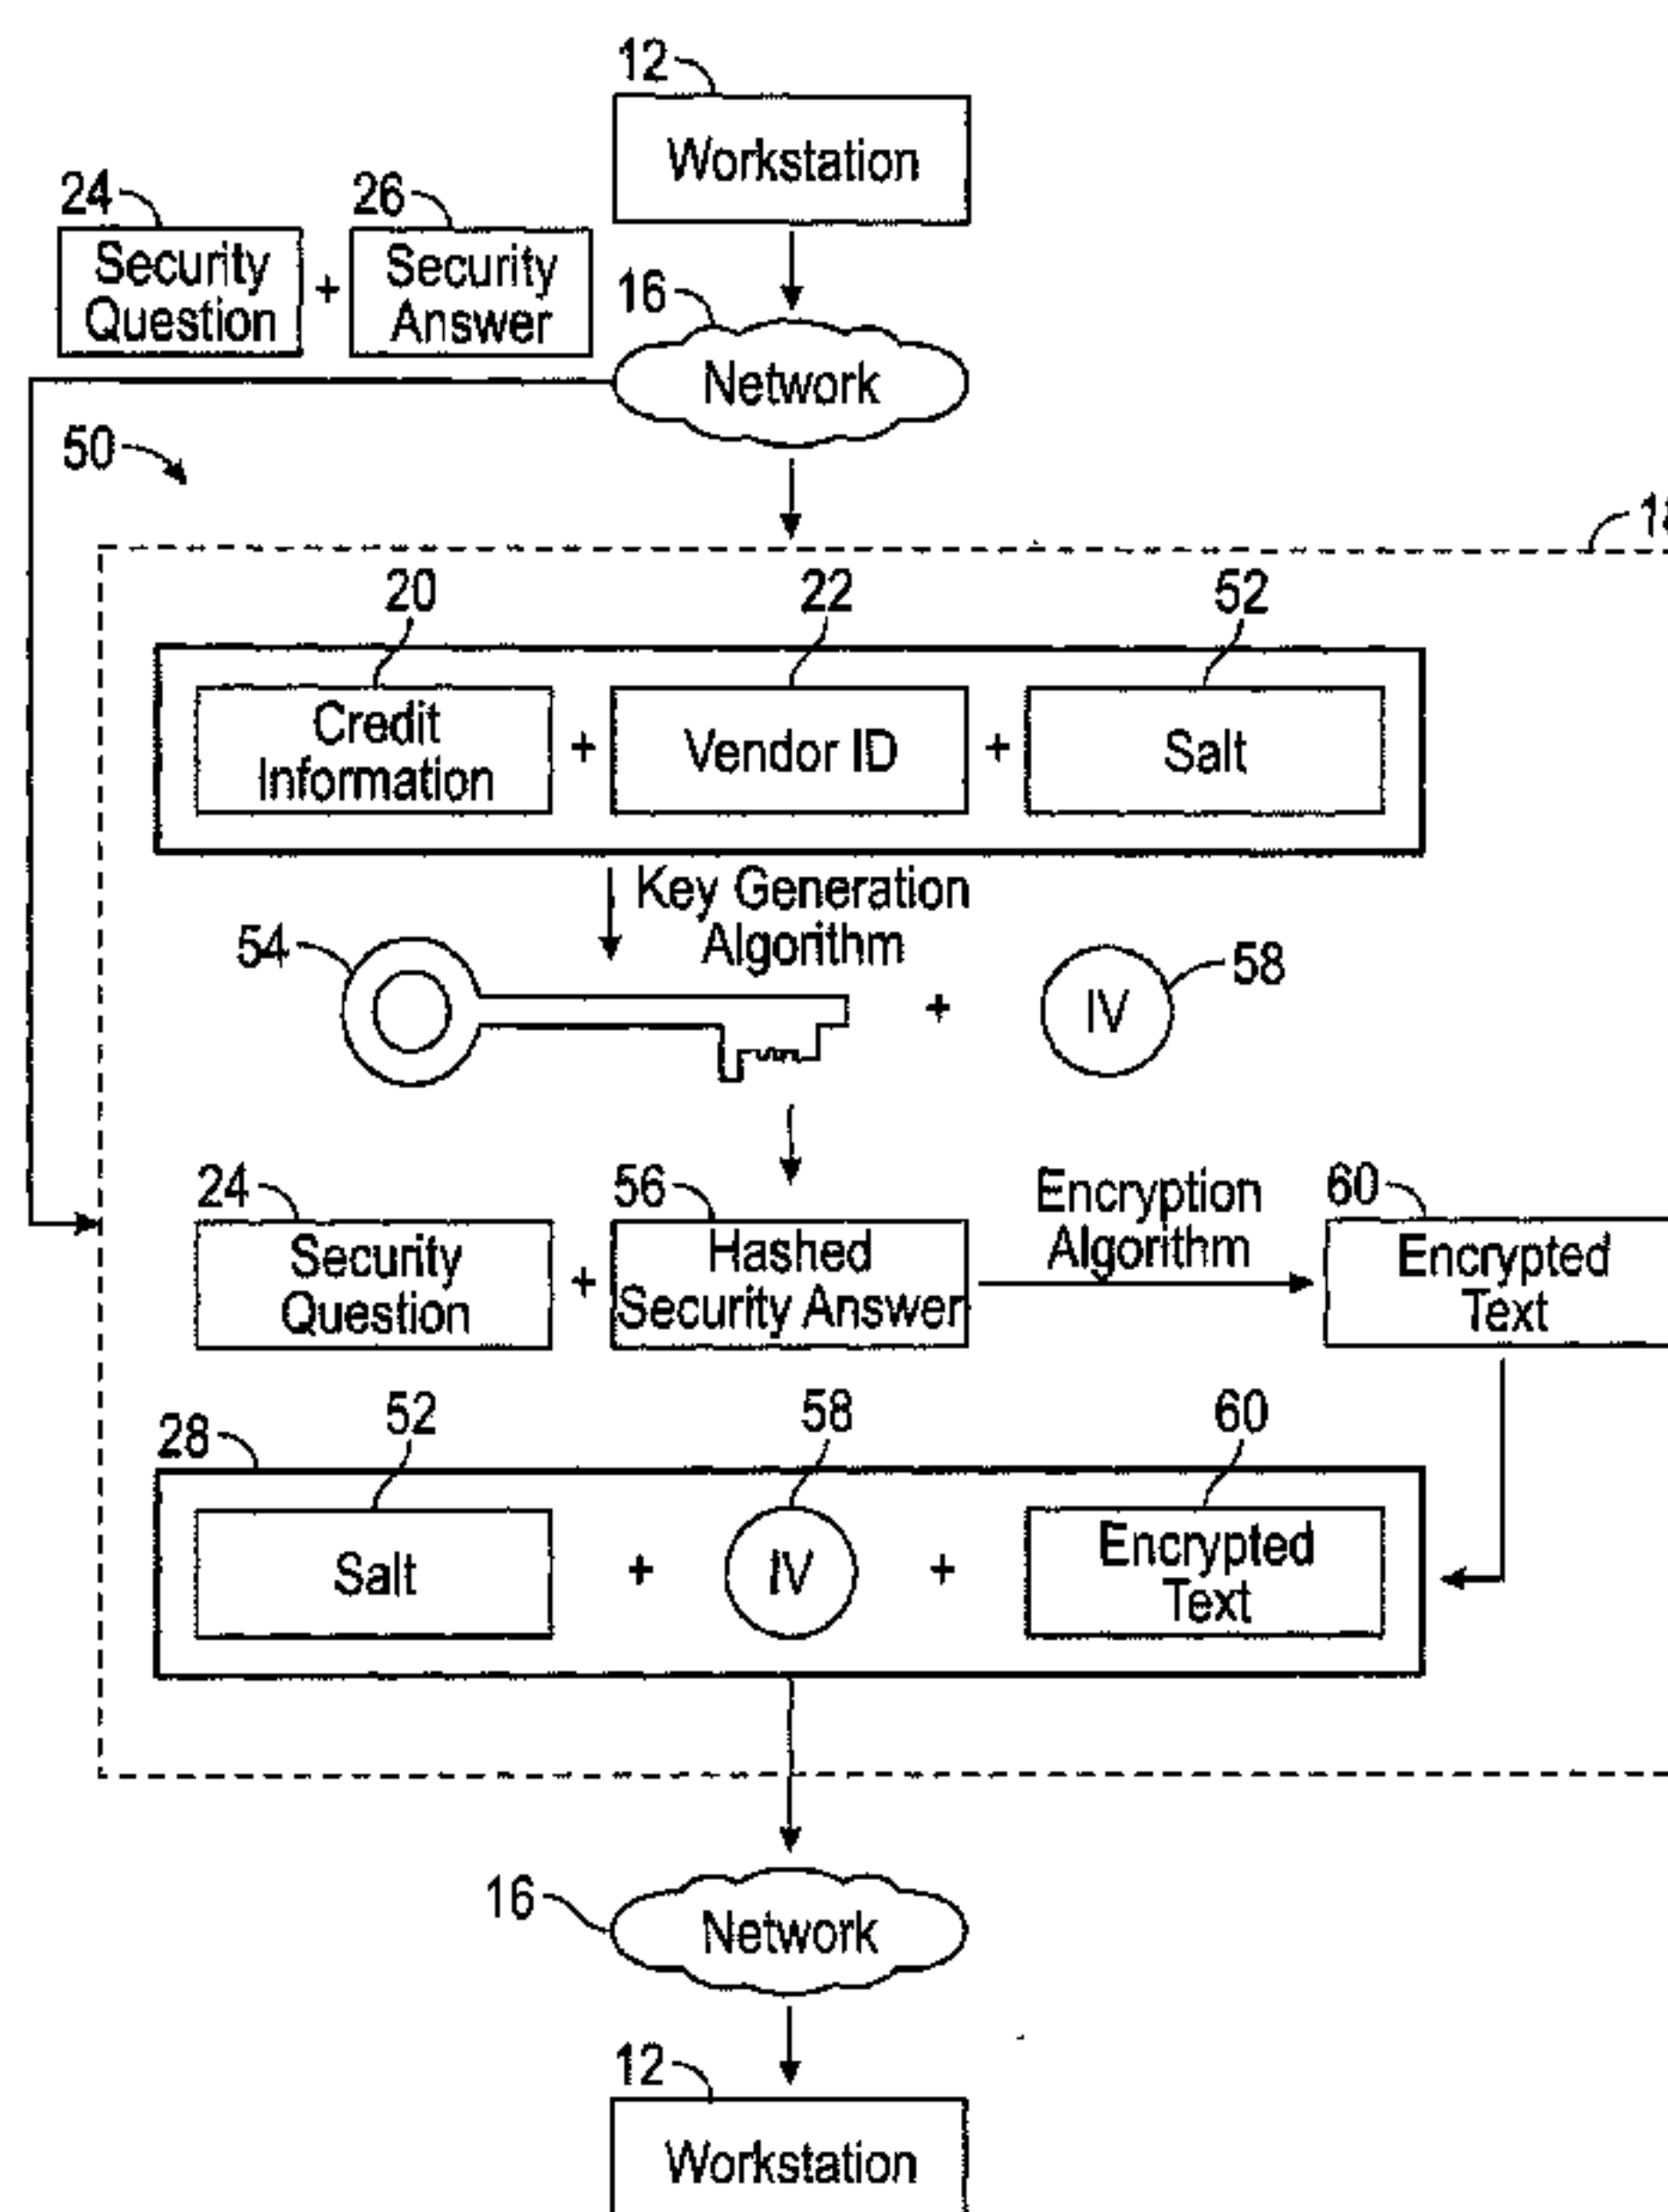 12
Workstation
24
26
Security
Question
+
Security
Answer
16
Network
50
20
22
52
Credit
Information
+
Vendor ID
+
Salt
Key Generation
Algorithm
54
+
IV
58
24
56
Encryption
Algorithm
60
Security
Question
+
Hashed
Security Answer
Encrypted
Text
28
52
58
60
Salt
+
IV
+
Encrypted
Text
16
Network
12
Workstation